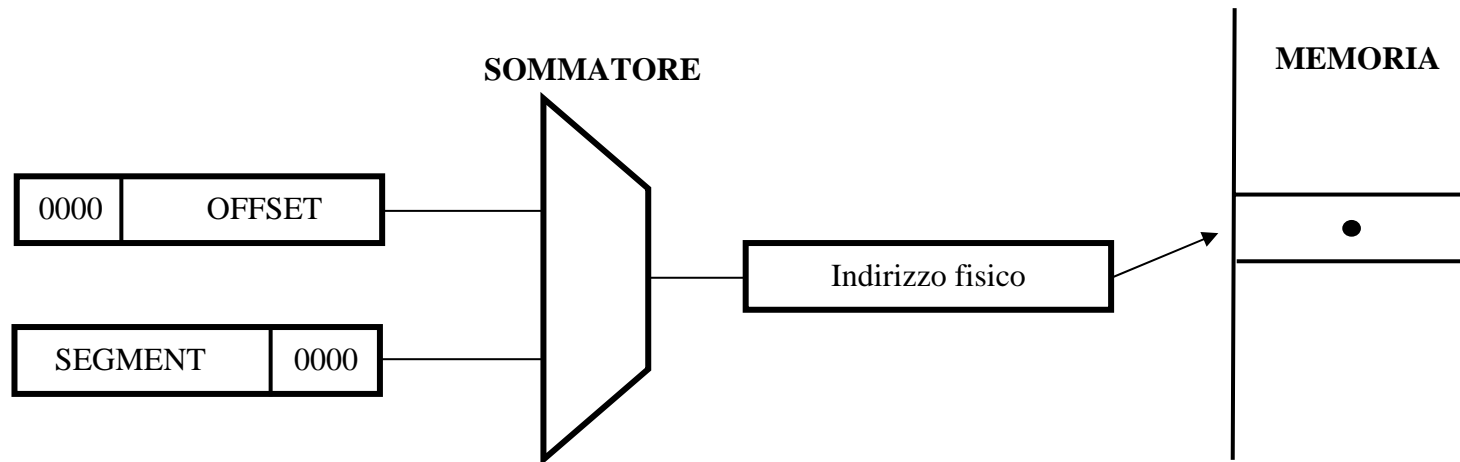 SOMMATORE
MEMORIA
0000 OFFSET
Indirizzo fisico
SEGMENT 0000